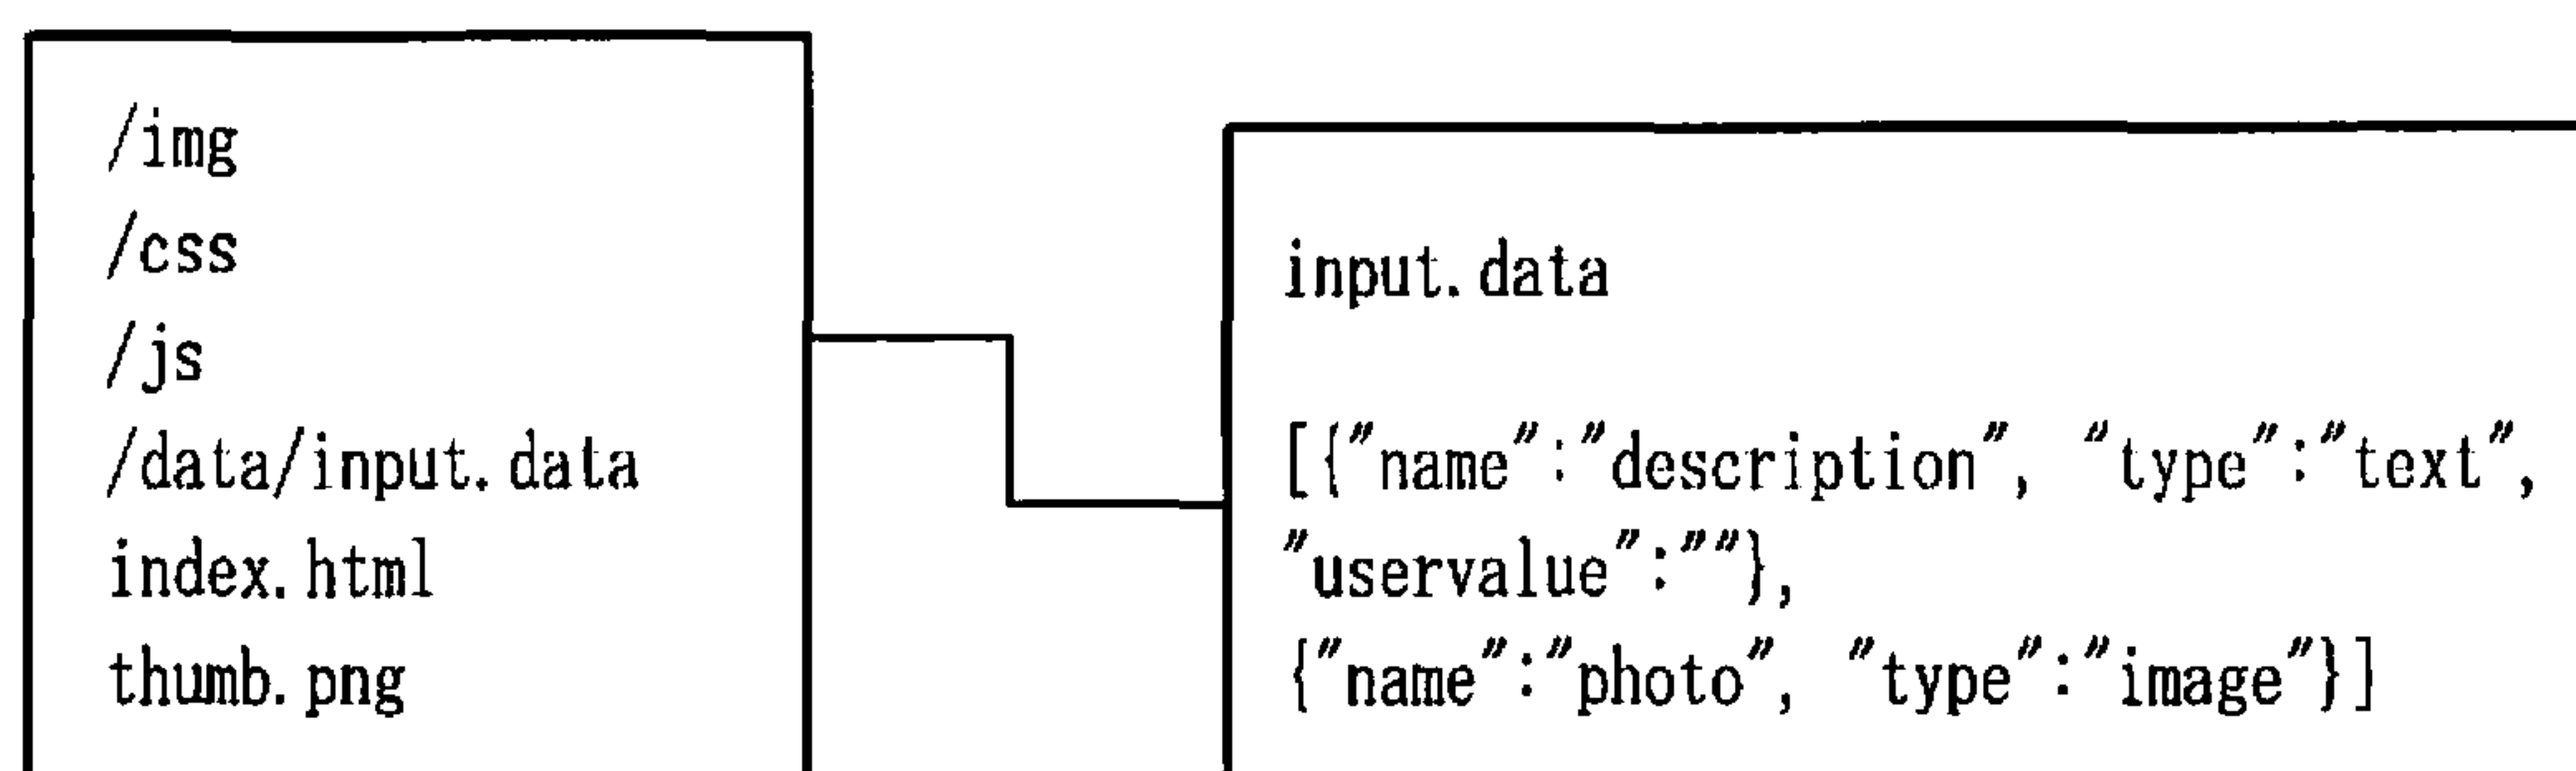 /img
/css
/js
/data/input.data
index.html
thumb.png
input.data
[{"name":"description", "type":"text",
"uservalue":""},
{"name":"photo", "type":"image"}]